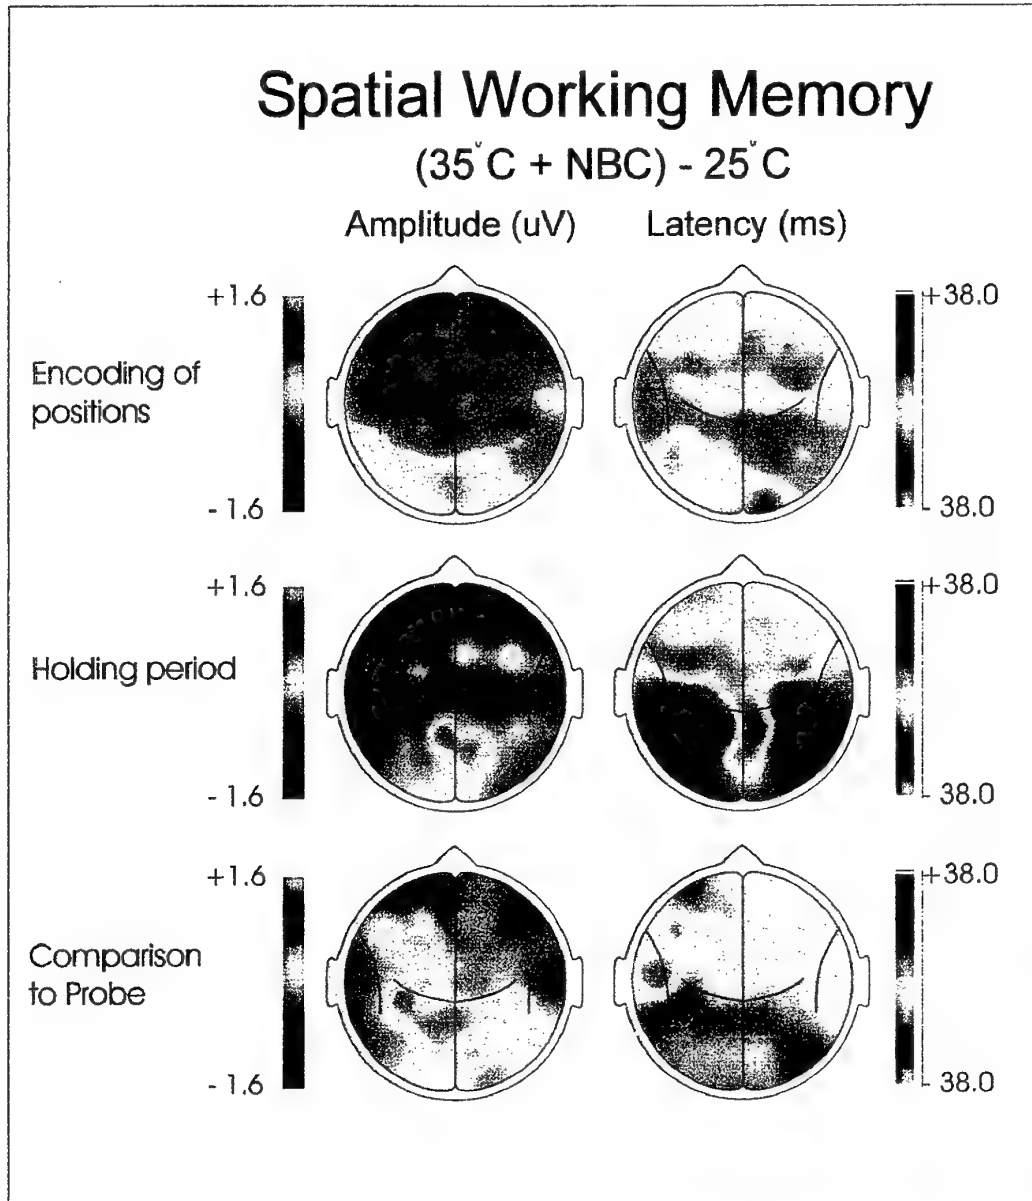 Spatial Working Memory
(35°C + NBC) - 25°C
Amplitude (uV) Latency (ms)
+1.6 +38.0
Encoding of
positions
- 1.6 - 38.0
+1.6 +38.0
Holding period
- 1.6 - 38.0
+1.6 +38.0
Comparison
to Probe
- 1.6 - 38.0